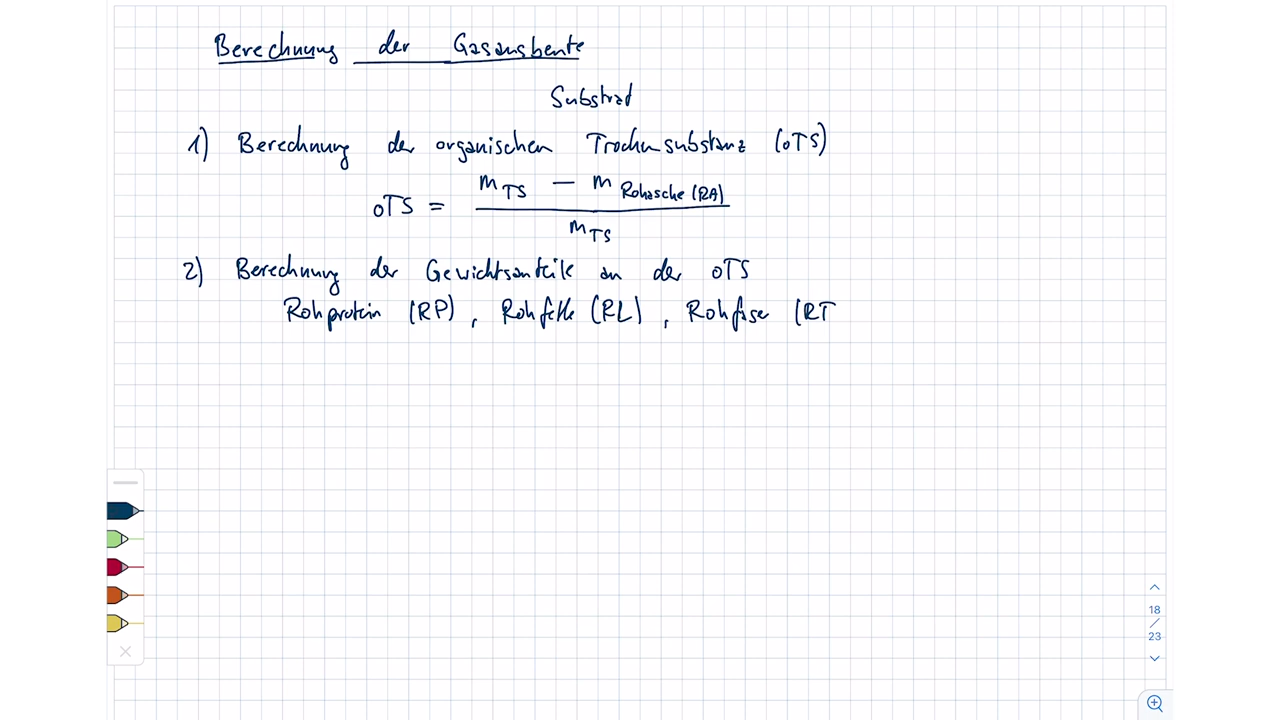 Berechnung der Gasausbeute
Substrat
1) Berechnung der organischen Trockensubstanz (oTS)
oTS = (m_TS − m_Rohasche (RA)) / m_TS
2) Berechnung der Gewichtsanteile an der oTS
Rohprotein (RP), Rohfette (RL), Rohfaser (RT
18
/
23